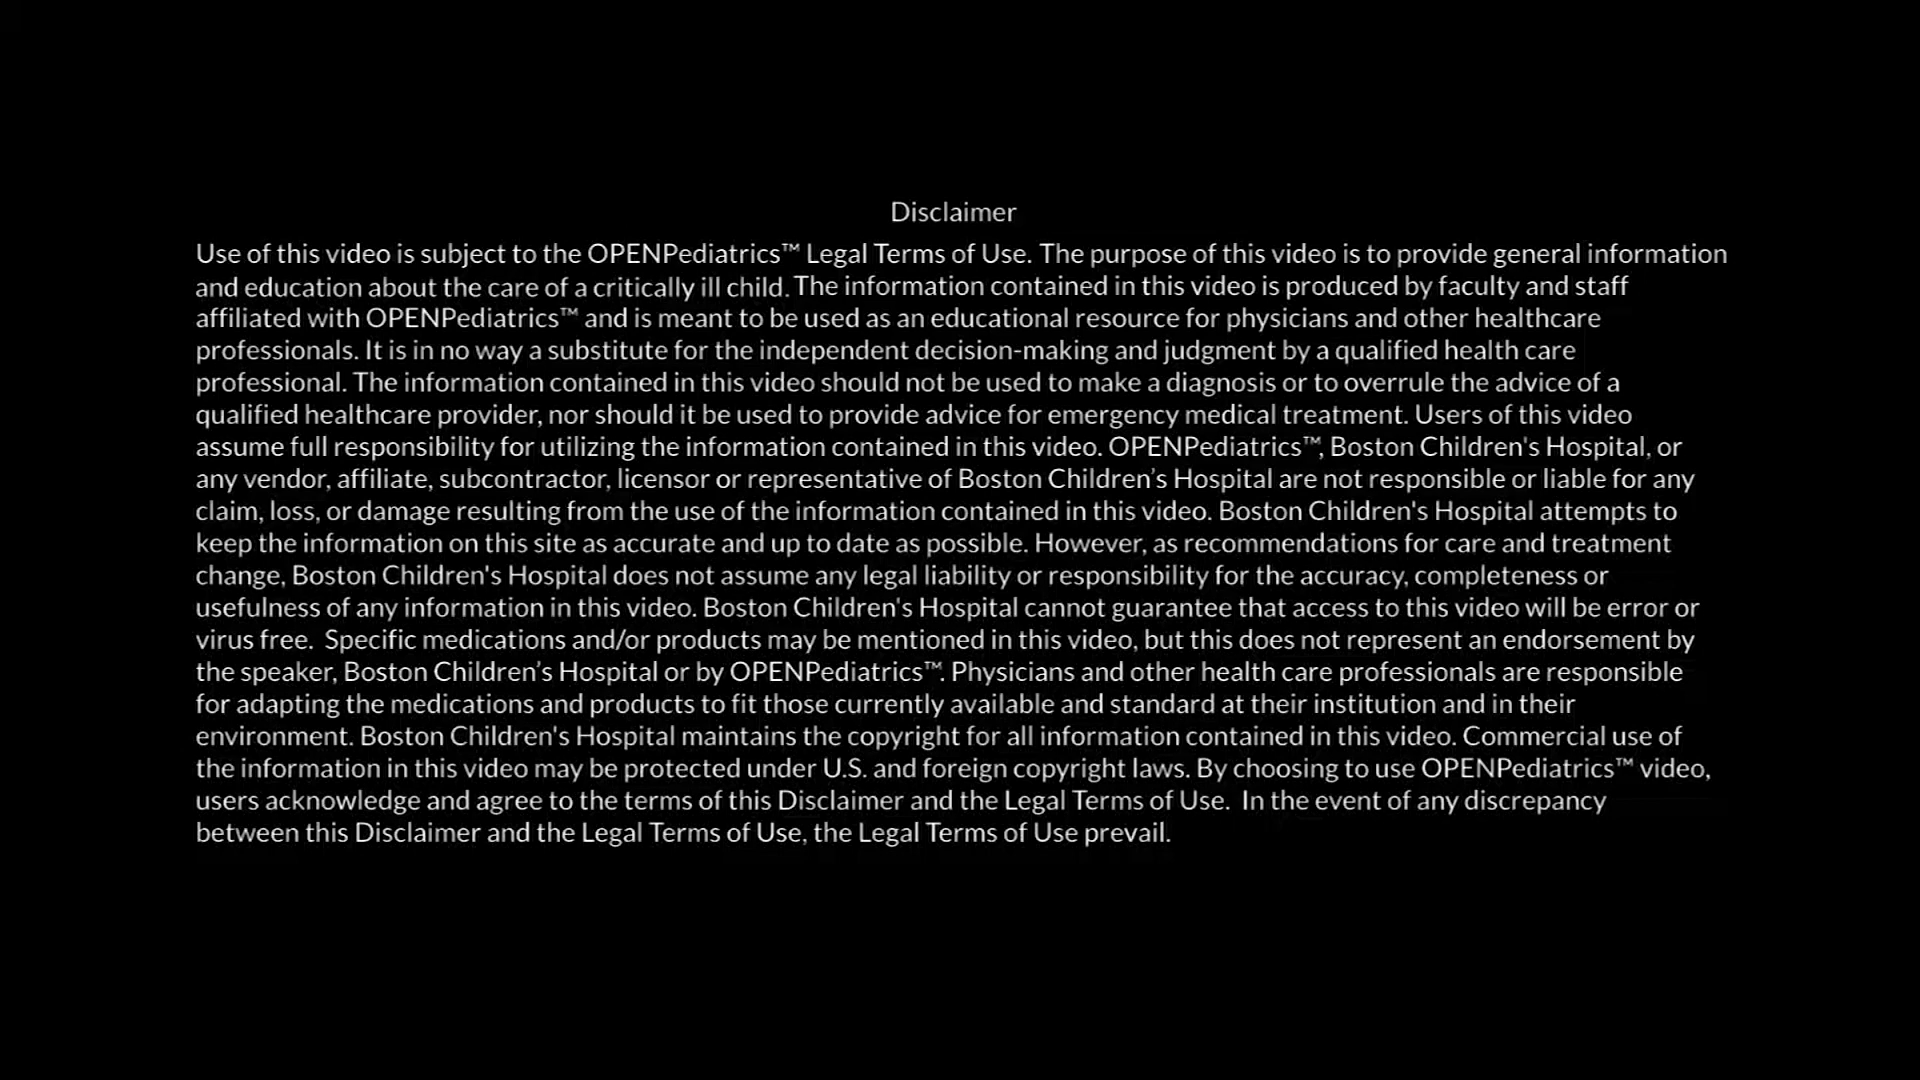 Disclaimer
Use of this video is subject to the OPENPediatrics™ Legal Terms of Use. The purpose of this video is to provide general information
and education about the care of a critically ill child. The information contained in this video is produced by faculty and staff
affiliated with OPENPediatrics™ and is meant to be used as an educational resource for physicians and other healthcare
professionals. It is in no way a substitute for the independent decision-making and judgment by a qualified health care
professional. The information contained in this video should not be used to make a diagnosis or to overrule the advice of a
qualified healthcare provider, nor should it be used to provide advice for emergency medical treatment. Users of this video
assume full responsibility for utilizing the information contained in this video. OPENPediatrics™, Boston Children's Hospital, or
any vendor, affiliate, subcontractor, licensor or representative of Boston Children’s Hospital are not responsible or liable for any
claim, loss, or damage resulting from the use of the information contained in this video. Boston Children's Hospital attempts to
keep the information on this site as accurate and up to date as possible. However, as recommendations for care and treatment
change, Boston Children's Hospital does not assume any legal liability or responsibility for the accuracy, completeness or
usefulness of any information in this video. Boston Children's Hospital cannot guarantee that access to this video will be error or
virus free.  Specific medications and/or products may be mentioned in this video, but this does not represent an endorsement by
the speaker, Boston Children’s Hospital or by OPENPediatrics™. Physicians and other health care professionals are responsible
for adapting the medications and products to fit those currently available and standard at their institution and in their
environment. Boston Children's Hospital maintains the copyright for all information contained in this video. Commercial use of
the information in this video may be protected under U.S. and foreign copyright laws. By choosing to use OPENPediatrics™ video,
users acknowledge and agree to the terms of this Disclaimer and the Legal Terms of Use.  In the event of any discrepancy
between this Disclaimer and the Legal Terms of Use, the Legal Terms of Use prevail.